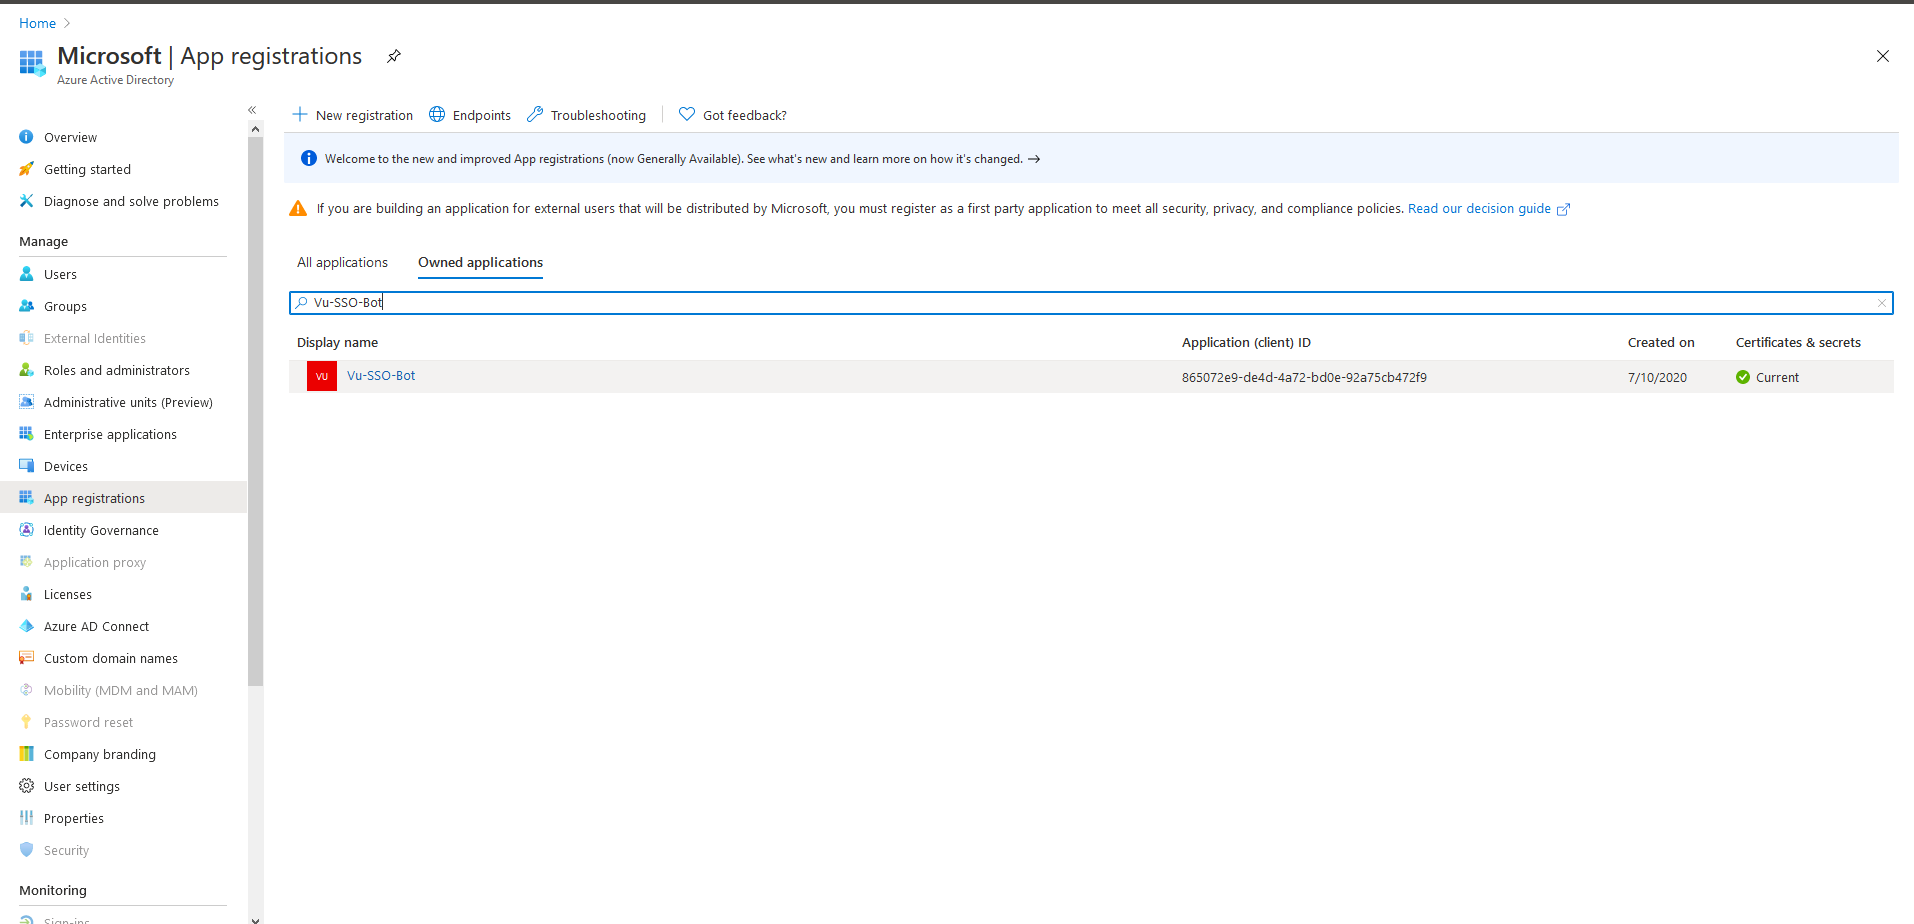 Home
Microsoft | App registrations
Azure Active Directory
Overview
Getting started
Diagnose and solve problems
Manage
Users
Groups
External Identities
Roles and administrators
Administrative units (Preview)
Enterprise applications
Devices
App registrations
Identity Governance
Application proxy
Licenses
Azure AD Connect
Custom domain names
Mobility (MDM and MAM)
Password reset
Company branding
User settings
Properties
Security
Monitoring
Sign-ins
New registration Endpoints Troubleshooting Got feedback?
Welcome to the new and improved App registrations (now Generally Available). See what's new and learn more on how it's changed. →
If you are building an application for external users that will be distributed by Microsoft, you must register as a first party application to meet all security, privacy, and compliance policies. Read our decision guide
All applications Owned applications
Vu-SSO-Bot
Display name Application (client) ID Created on Certificates & secrets
VU Vu-SSO-Bot 865072e9-de4d-4a72-bd0e-92a75cb472f9 7/10/2020 Current